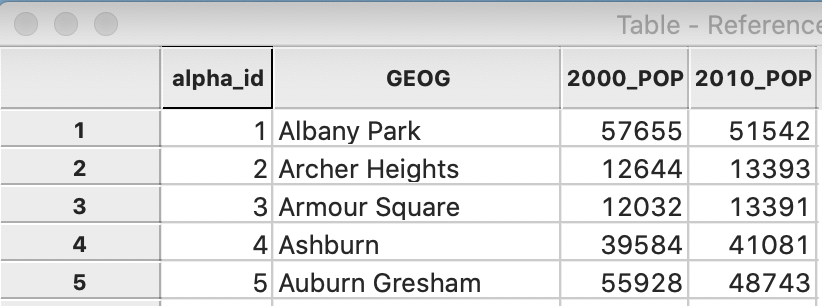 Table - Reference
alpha_id GEOG 2000_POP 2010_POP
1 1 Albany Park 57655 51542
2 2 Archer Heights 12644 13393
3 3 Armour Square 12032 13391
4 4 Ashburn 39584 41081
5 5 Auburn Gresham 55928 48743